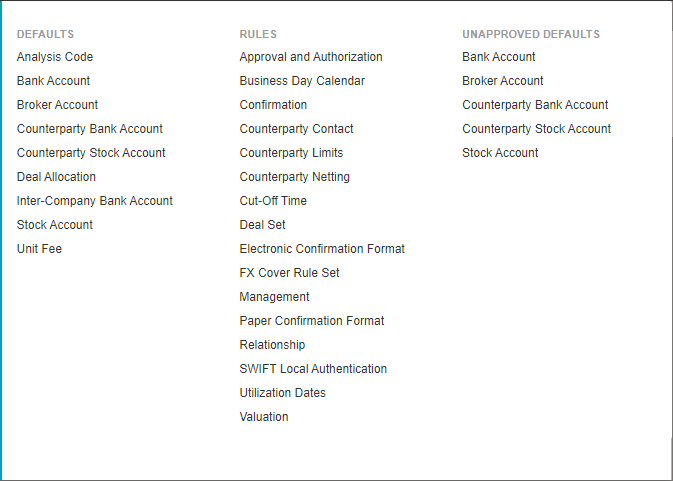 DEFAULTS
Analysis Code
Bank Account
Broker Account
Counterparty Bank Account
Counterparty Stock Account
Deal Allocation
Inter-Company Bank Account
Stock Account
Unit Fee
RULES
Approval and Authorization
Business Day Calendar
Confirmation
Counterparty Contact
Counterparty Limits
Counterparty Netting
Cut-Off Time
Deal Set
Electronic Confirmation Format
FX Cover Rule Set
Management
Paper Confirmation Format
Relationship
SWIFT Local Authentication
Utilization Dates
Valuation
UNAPPROVED DEFAULTS
Bank Account
Broker Account
Counterparty Bank Account
Counterparty Stock Account
Stock Account